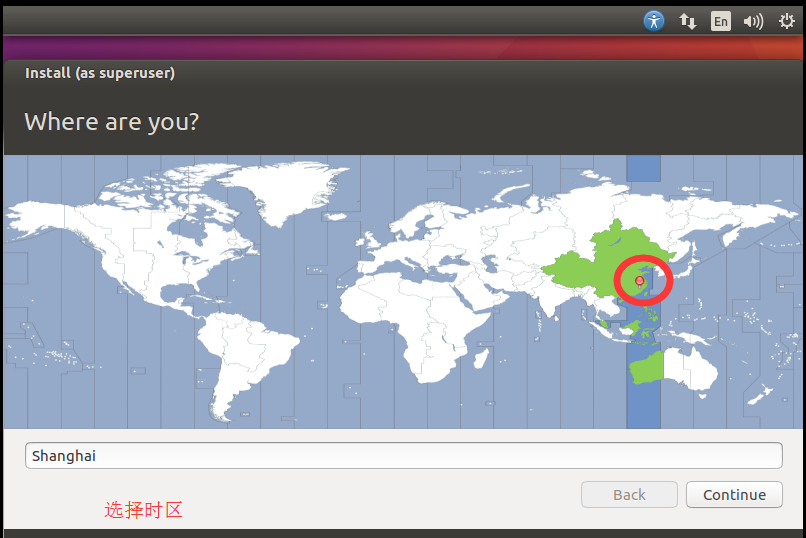 En
Install (as superuser)
Where are you?
Shanghai
Back
Continue
选择时区